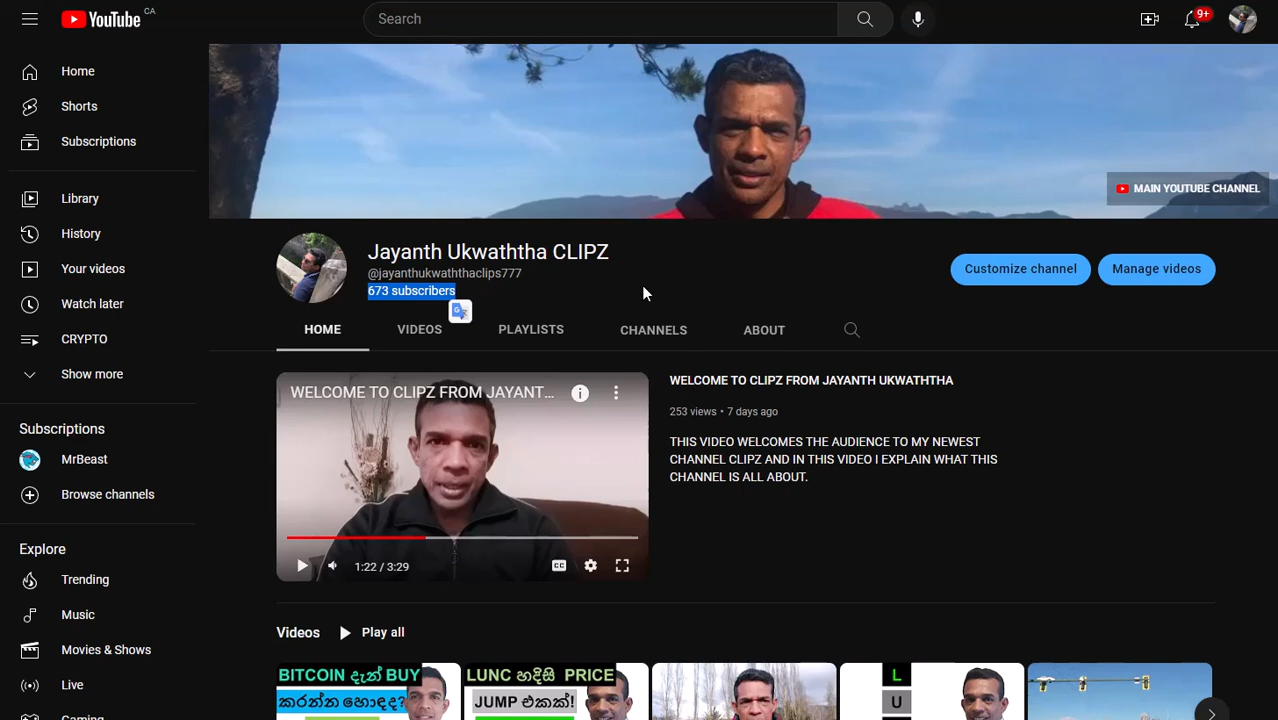 YouTube CA
Search
9+
Home
Shorts
Subscriptions
Library
History
Your videos
Watch later
CRYPTO
Show more
Subscriptions
MrBeast
Browse channels
Explore
Trending
Music
Movies & Shows
Live
Gaming
MAIN YOUTUBE CHANNEL
Jayanth Ukwaththa CLIPZ
@jayanthukwaththaclips777
673 subscribers
Customize channel
Manage videos
HOME
VIDEOS
PLAYLISTS
CHANNELS
ABOUT
WELCOME TO CLIPZ FROM JAYANT...
CC
1:22 / 3:29
WELCOME TO CLIPZ FROM JAYANTH UKWATHTHA
253 views • 7 days ago
THIS VIDEO WELCOMES THE AUDIENCE TO MY NEWEST
CHANNEL CLIPZ AND IN THIS VIDEO I EXPLAIN WHAT THIS
CHANNEL IS ALL ABOUT.
Videos
Play all
BITCOIN දැන් BUY
කරන්න හොඳද?
LUNC හදිසි PRICE
JUMP එකක්!
L
U